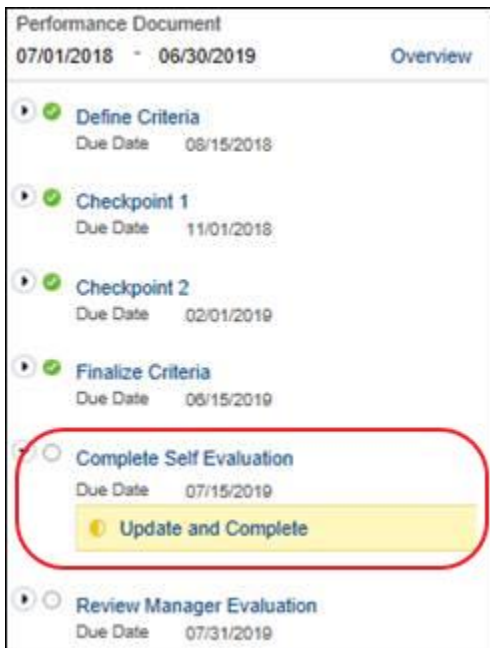 Performance Document
07/01/2018 - 06/30/2019 Overview
Define Criteria
Due Date 08/15/2018
Checkpoint 1
Due Date 11/01/2018
Checkpoint 2
Due Date 02/01/2019
Finalize Criteria
Due Date 06/15/2019
Complete Self Evaluation
Due Date 07/15/2019
Update and Complete
Review Manager Evaluation
Due Date 07/31/2019